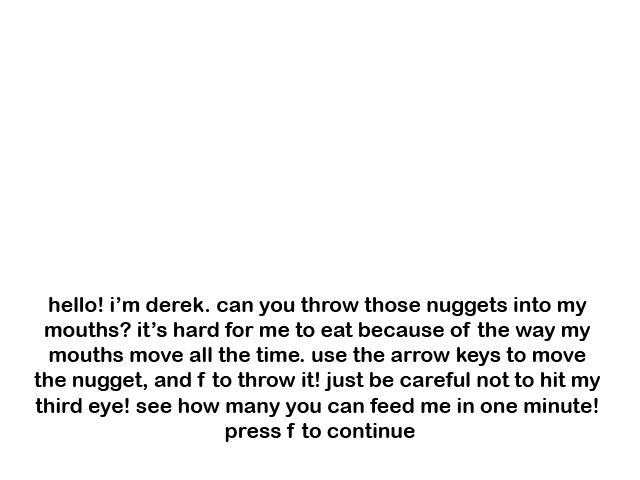 hello! i’m derek. can you throw those nuggets into my
mouths? it’s hard for me to eat because of the way my
mouths move all the time. use the arrow keys to move
the nugget, and f to throw it! just be careful not to hit my
third eye! see how many you can feed me in one minute!
press f to continue